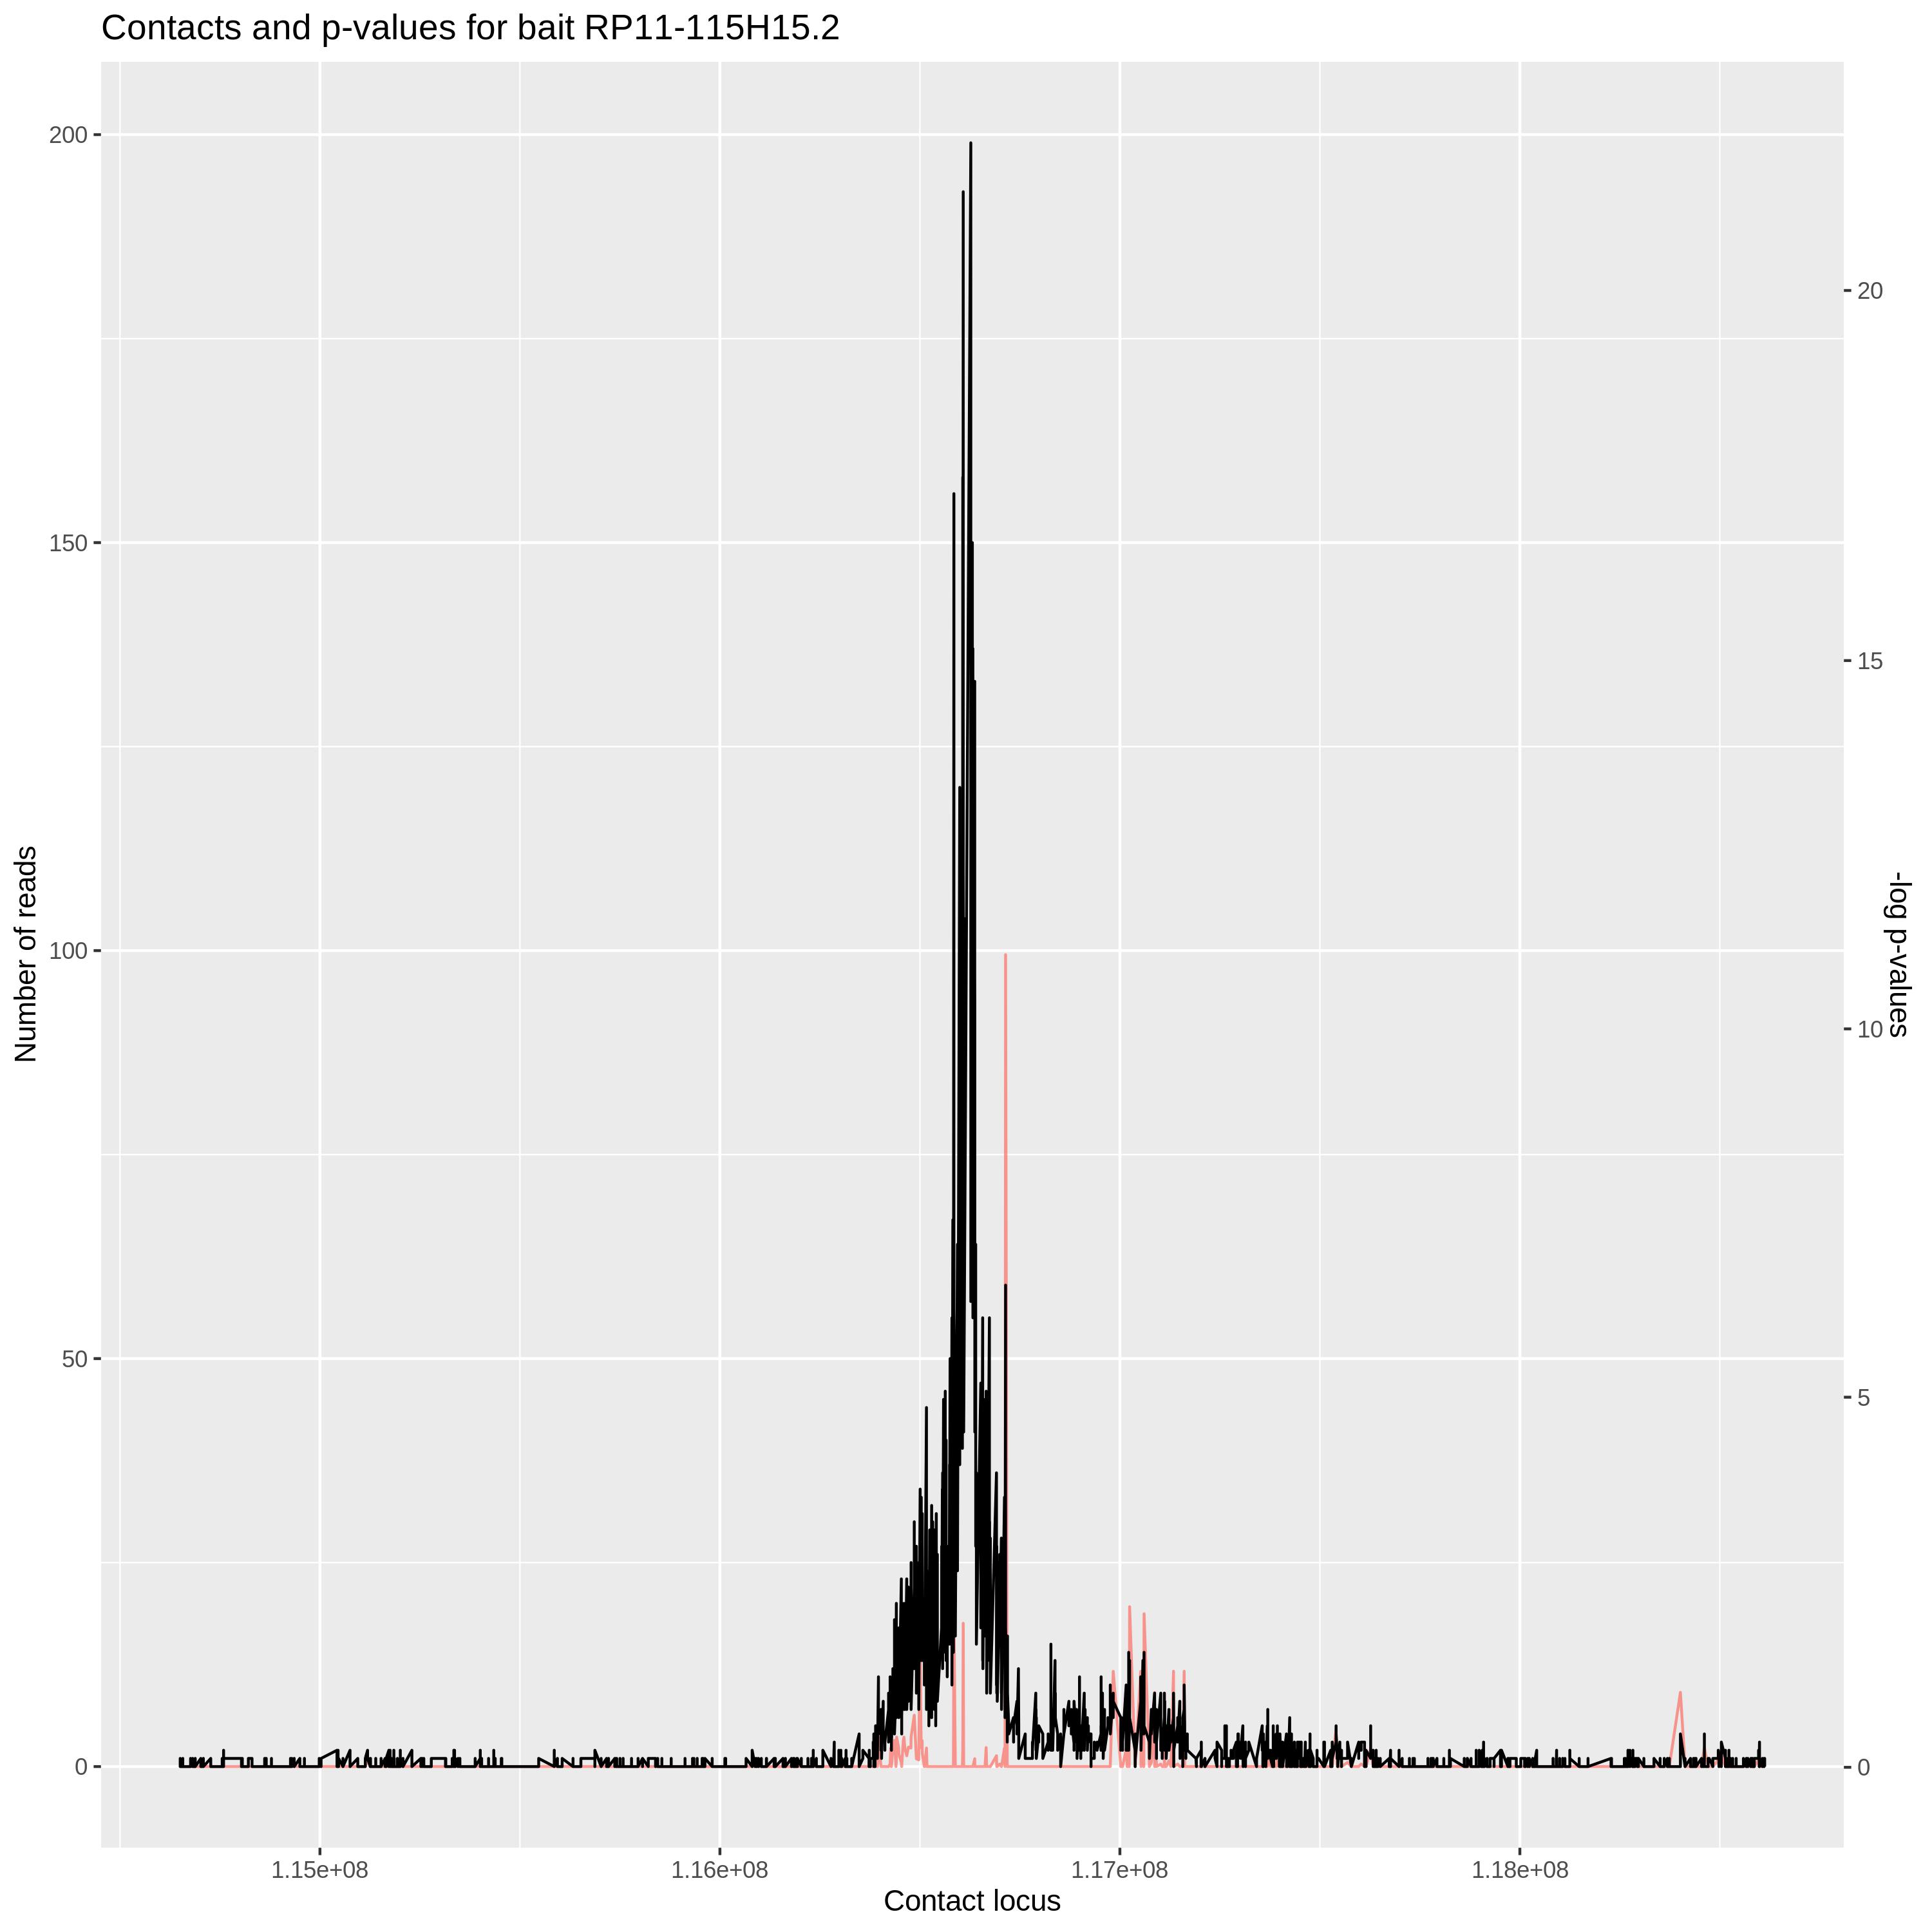 Contacts and p-values for bait RP11-115H15.2
Number of reads
200
150
100
50
0
20
15
10
5
0
-log p-values
1.15e+08
1.16e+08
1.17e+08
1.18e+08
Contact locus